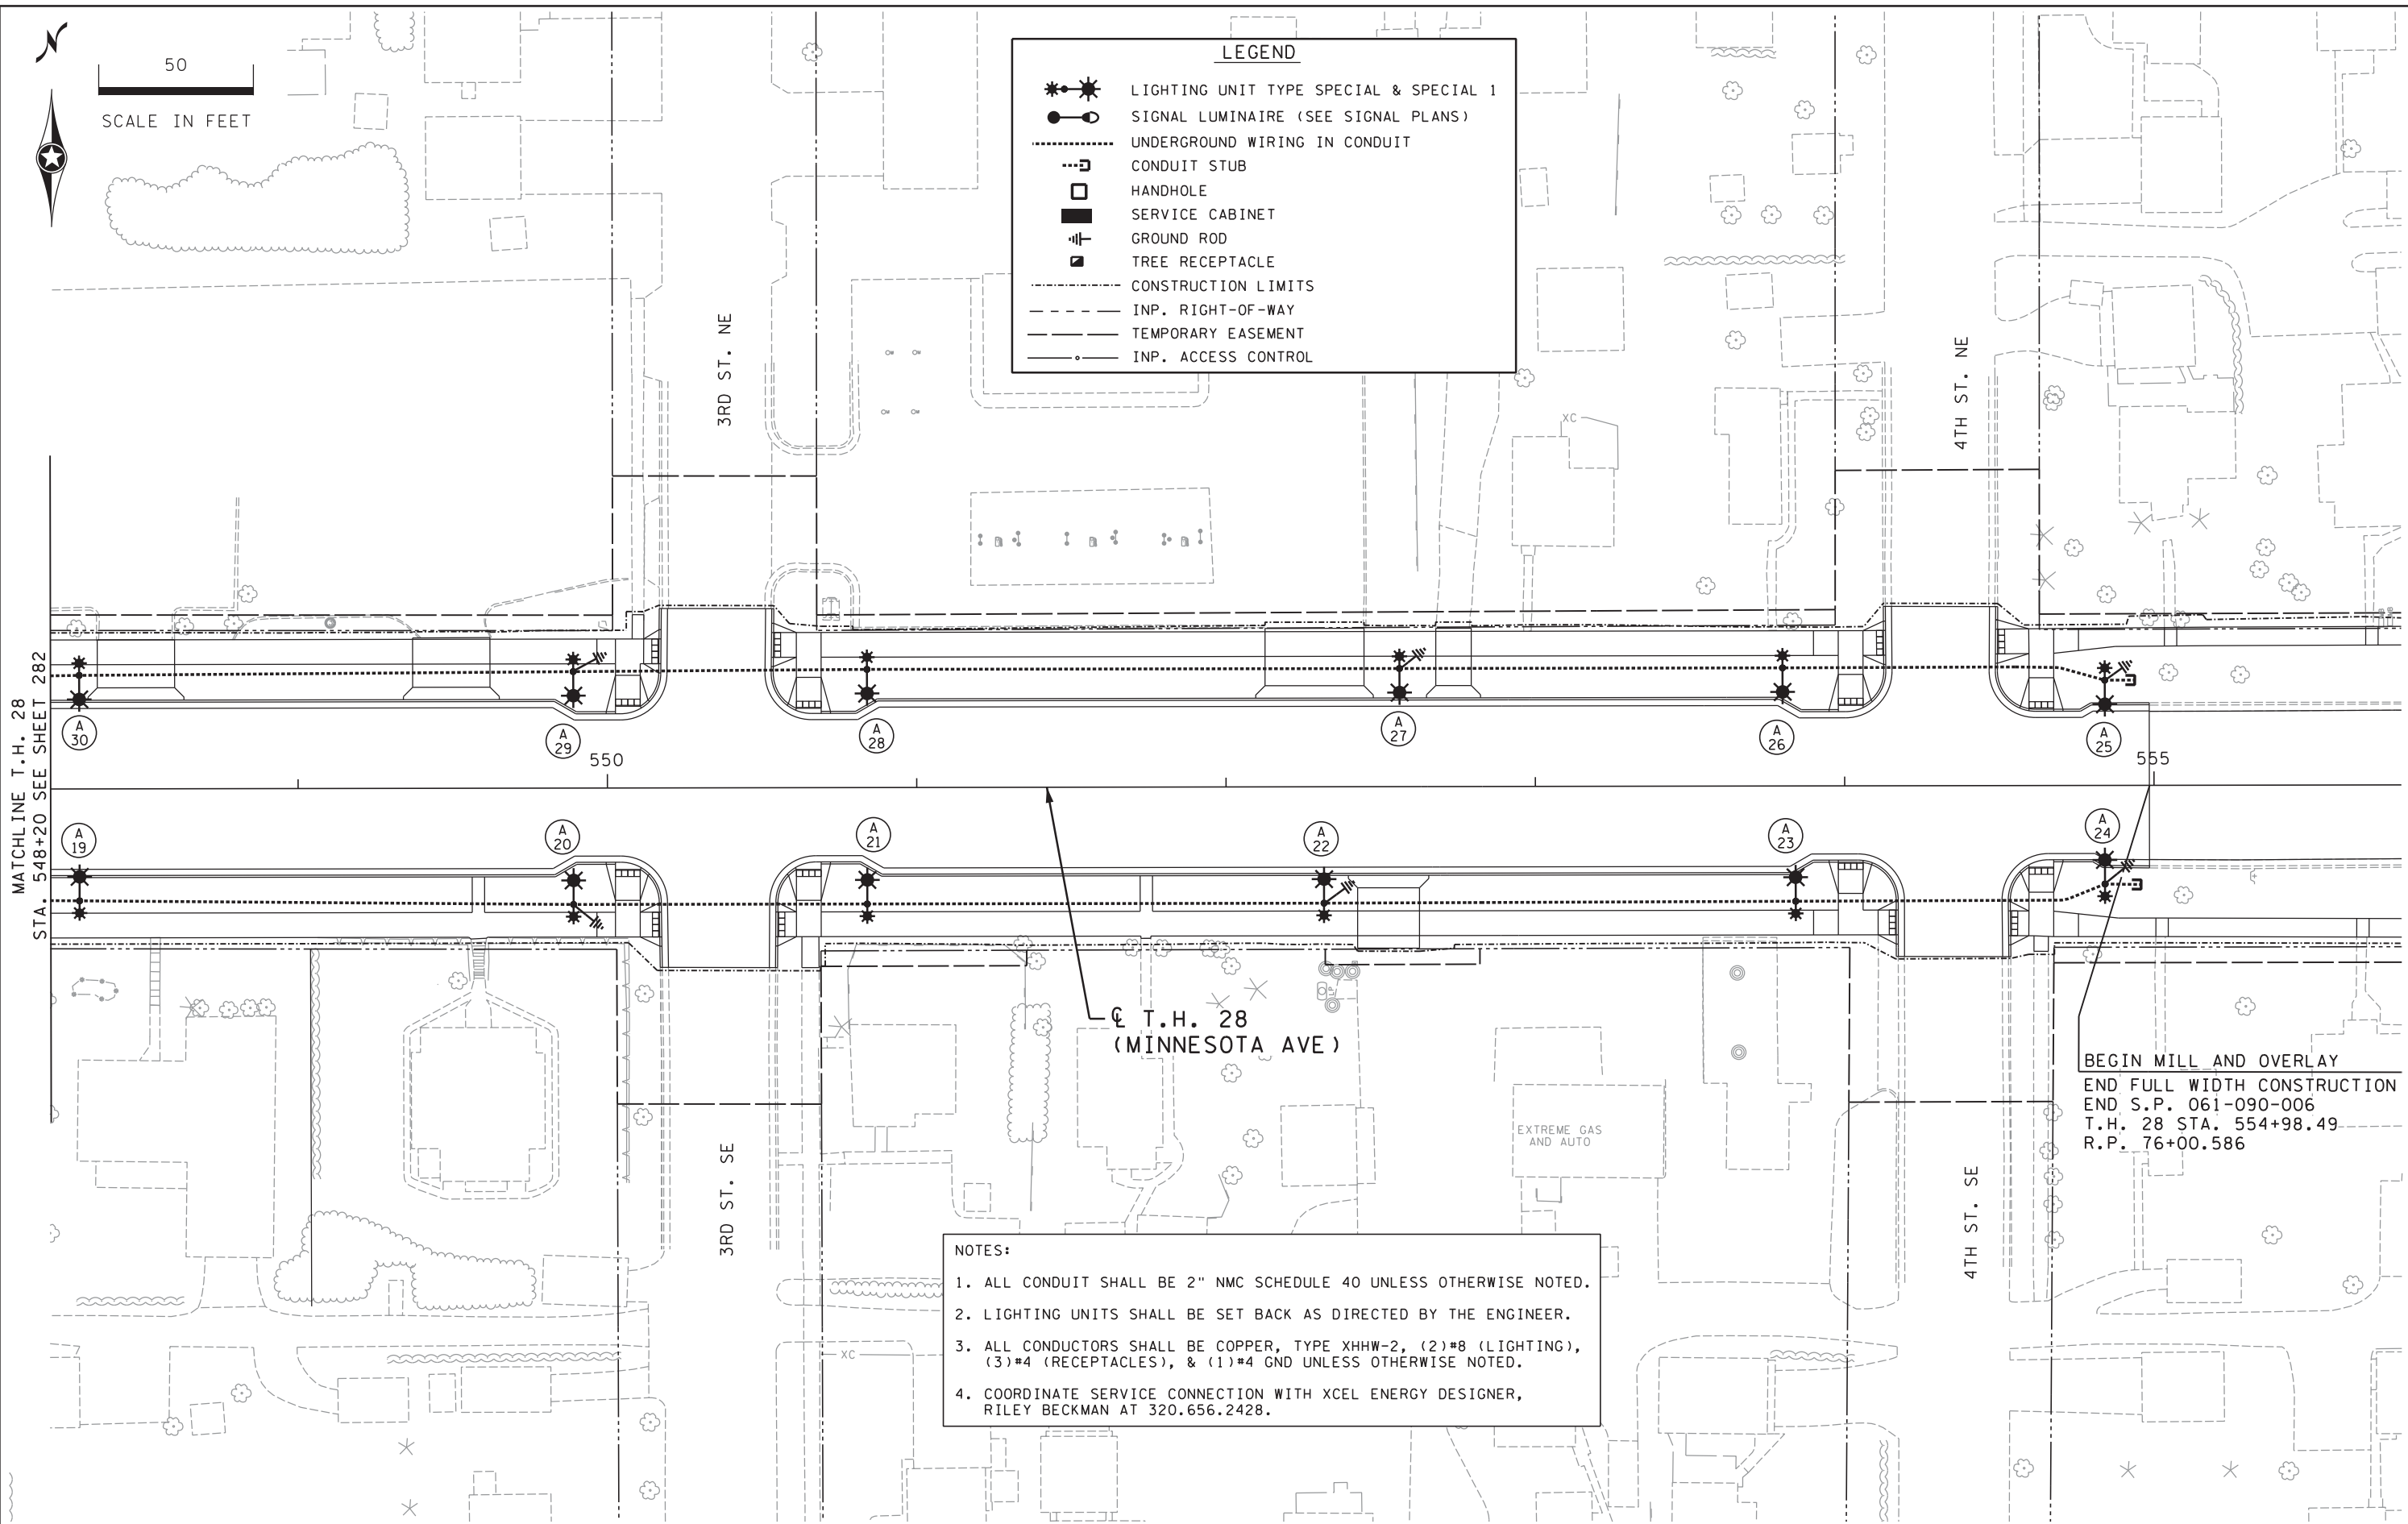 50
SCALE IN FEET
LEGEND
LIGHTING UNIT TYPE SPECIAL & SPECIAL 1
SIGNAL LUMINAIRE (SEE SIGNAL PLANS)
UNDERGROUND WIRING IN CONDUIT
CONDUIT STUB
HANDHOLE
SERVICE CABINET
GROUND ROD
TREE RECEPTACLE
CONSTRUCTION LIMITS
INP. RIGHT-OF-WAY
TEMPORARY EASEMENT
INP. ACCESS CONTROL
3RD ST. NE
4TH ST. NE
XC
MATCHLINE T.H. 28
STA. 548+20 SEE SHEET 282
A
30
A
29
A
28
A
27
A
26
A
25
550
555
A
19
A
20
A
21
A
22
A
23
A
24
℄ T.H. 28
(MINNESOTA AVE)
BEGIN MILL AND OVERLAY
END FULL WIDTH CONSTRUCTION
END S.P. 061-090-006
T.H. 28 STA. 554+98.49
R.P. 76+00.586
EXTREME GAS
AND AUTO
3RD ST. SE
4TH ST. SE
NOTES:
1. ALL CONDUIT SHALL BE 2" NMC SCHEDULE 40 UNLESS OTHERWISE NOTED.
2. LIGHTING UNITS SHALL BE SET BACK AS DIRECTED BY THE ENGINEER.
3. ALL CONDUCTORS SHALL BE COPPER, TYPE XHHW-2, (2)#8 (LIGHTING),
(3)#4 (RECEPTACLES), & (1)#4 GND UNLESS OTHERWISE NOTED.
4. COORDINATE SERVICE CONNECTION WITH XCEL ENERGY DESIGNER,
RILEY BECKMAN AT 320.656.2428.
XC